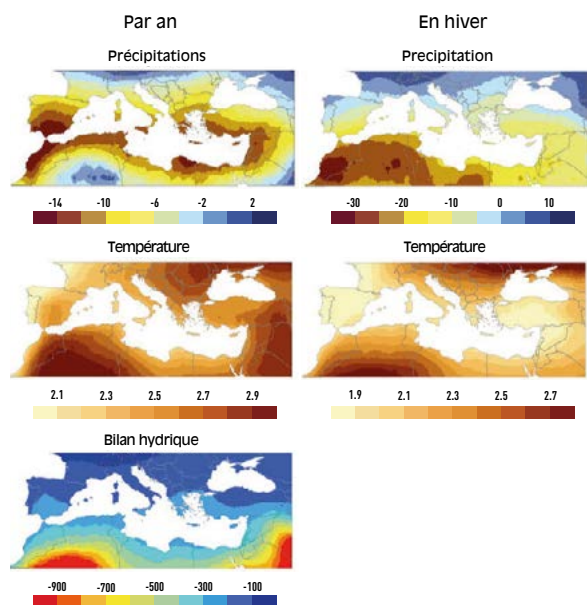 Par an
En hiver
Précipitations
Precipitation
-14 -10 -6 -2 2
-30 -20 -10 0 10
Température
Température
2.1 2.3 2.5 2.7 2.9
1.9 2.1 2.3 2.5 2.7
Bilan hydrique
-900 -700 -500 -300 -100